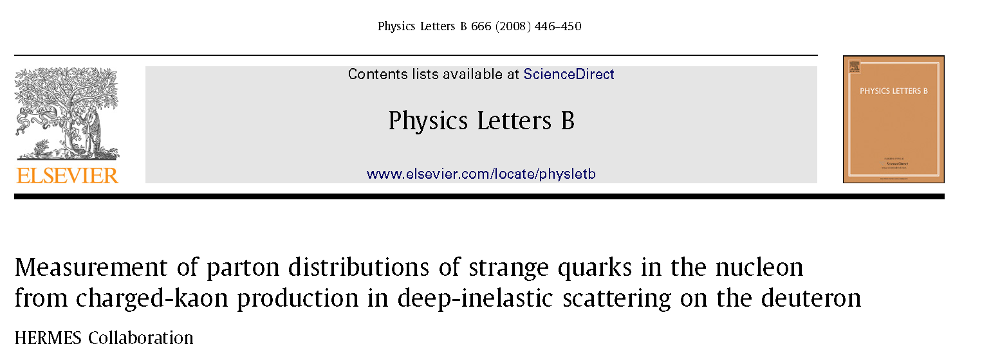 Physics Letters B 666 (2008) 446–450
Contents lists available at ScienceDirect
Physics Letters B
www.elsevier.com/locate/physletb
NON SOLUS
ELSEVIER
PHYSICS LETTERS B
ScienceDirect
Measurement of parton distributions of strange quarks in the nucleon
from charged-kaon production in deep-inelastic scattering on the deuteron
HERMES Collaboration